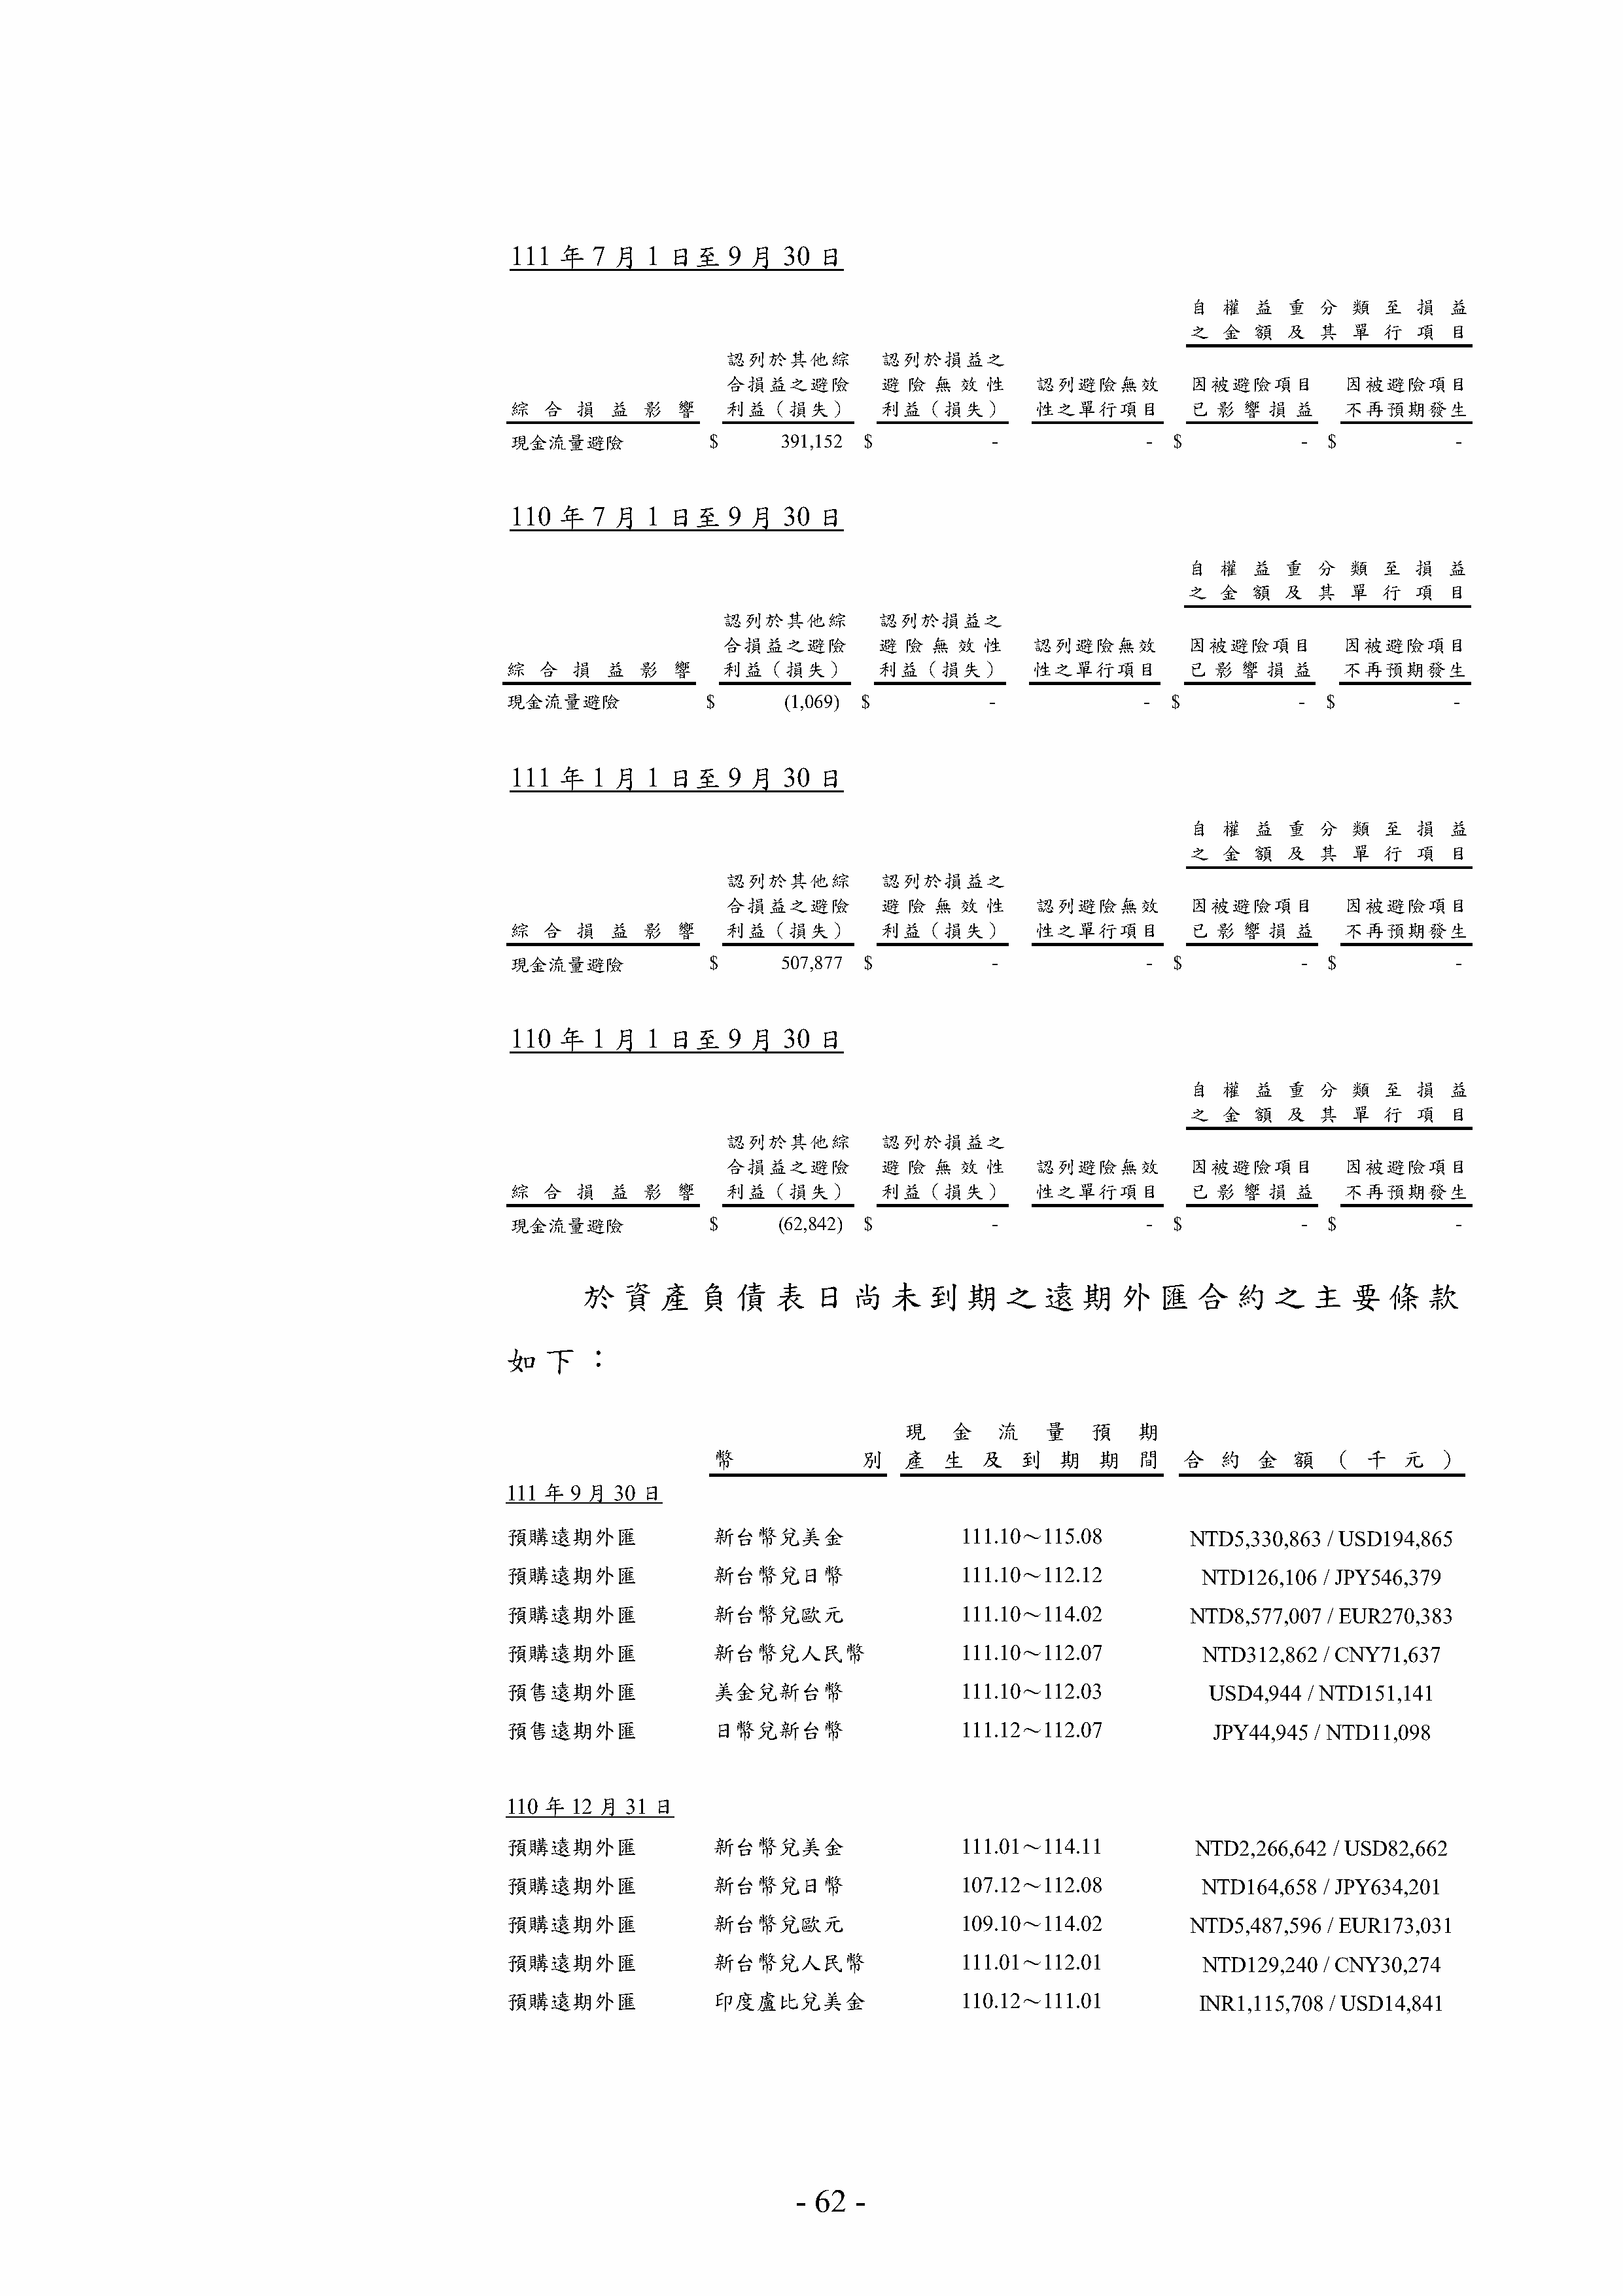 111 年 7 月 1 日至 9 月 30 日
自權益重分類至損益
之金額及其單行項目
認列於其他綜 認列於損益之
合損益之避險 避險無效性 認列避險無效 因被避險項目 因被避險項目
綜合損益影響 利益（損失） 利益（損失） 性之單行項目 已影響損益 不再預期發生
現金流量避險 $ 391,152 $ - - $ - $ -
110 年 7 月 1 日至 9 月 30 日
自權益重分類至損益
之金額及其單行項目
認列於其他綜 認列於損益之
合損益之避險 避險無效性 認列避險無效 因被避險項目 因被避險項目
綜合損益影響 利益（損失） 利益（損失） 性之單行項目 已影響損益 不再預期發生
現金流量避險 $ (1,069) $ - - $ - $ -
111 年 1 月 1 日至 9 月 30 日
自權益重分類至損益
之金額及其單行項目
認列於其他綜 認列於損益之
合損益之避險 避險無效性 認列避險無效 因被避險項目 因被避險項目
綜合損益影響 利益（損失） 利益（損失） 性之單行項目 已影響損益 不再預期發生
現金流量避險 $ 507,877 $ - - $ - $ -
110 年 1 月 1 日至 9 月 30 日
自權益重分類至損益
之金額及其單行項目
認列於其他綜 認列於損益之
合損益之避險 避險無效性 認列避險無效 因被避險項目 因被避險項目
綜合損益影響 利益（損失） 利益（損失） 性之單行項目 已影響損益 不再預期發生
現金流量避險 $ (62,842) $ - - $ - $ -
於資產負債表日尚未到期之遠期外匯合約之主要條款
如下：
現金流量預期
幣別 產生及到期期間 合約金額（千元）
111 年 9 月 30 日
預購遠期外匯 新台幣兌美金 111.10～115.08 NTD5,330,863 / USD194,865
預購遠期外匯 新台幣兌日幣 111.10～112.12 NTD126,106 / JPY546,379
預購遠期外匯 新台幣兌歐元 111.10～114.02 NTD8,577,007 / EUR270,383
預購遠期外匯 新台幣兌人民幣 111.10～112.07 NTD312,862 / CNY71,637
預售遠期外匯 美金兌新台幣 111.10～112.03 USD4,944 / NTD151,141
預售遠期外匯 日幣兌新台幣 111.12～112.07 JPY44,945 / NTD11,098
110 年 12 月 31 日
預購遠期外匯 新台幣兌美金 111.01～114.11 NTD2,266,642 / USD82,662
預購遠期外匯 新台幣兌日幣 107.12～112.08 NTD164,658 / JPY634,201
預購遠期外匯 新台幣兌歐元 109.10～114.02 NTD5,487,596 / EUR173,031
預購遠期外匯 新台幣兌人民幣 111.01～112.01 NTD129,240 / CNY30,274
預購遠期外匯 印度盧比兌美金 110.12～111.01 INR1,115,708 / USD14,841
- 62 -